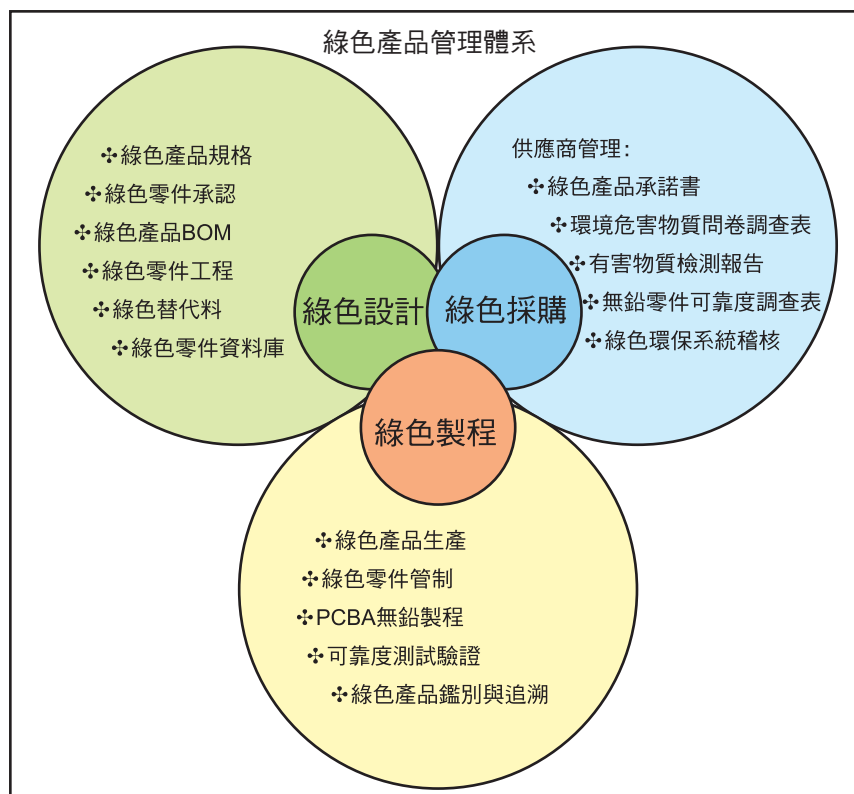 綠色產品管理體系
✣綠色產品規格
✣綠色零件承認
✣綠色產品BOM
✣綠色零件工程
✣綠色替代料
✣綠色零件資料庫
綠色設計
供應商管理：
✣綠色產品承諾書
✣環境危害物質問卷調查表
✣有害物質檢測報告
✣無鉛零件可靠度調查表
✣綠色環保系統稽核
綠色採購
綠色製程
✣綠色產品生產
✣綠色零件管制
✣PCBA無鉛製程
✣可靠度測試驗證
✣綠色產品鑑別與追溯